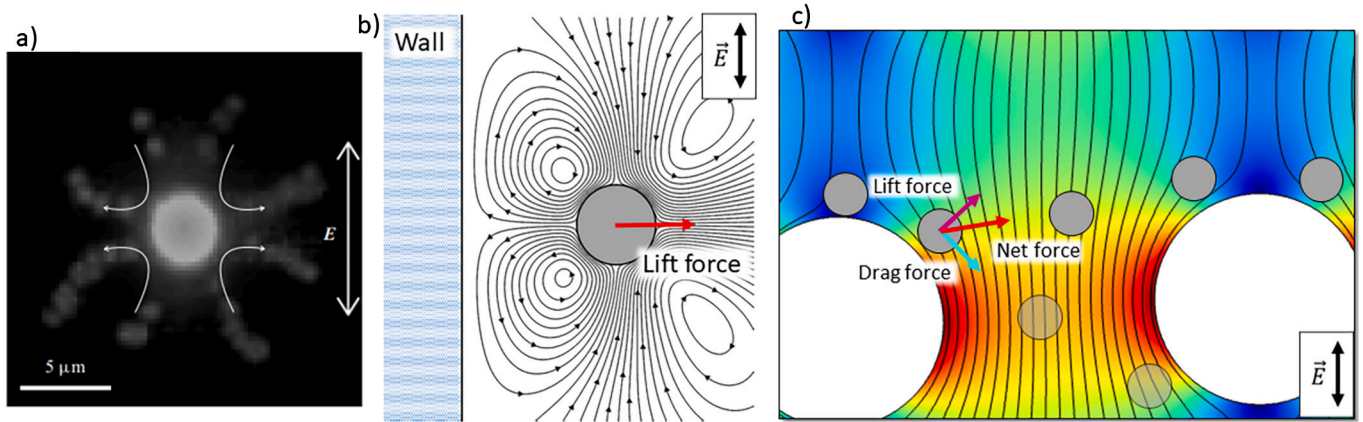 a)
E
5 μm
b)
Wall
E⃗
Lift force
c)
Lift force
Net force
Drag force
E⃗